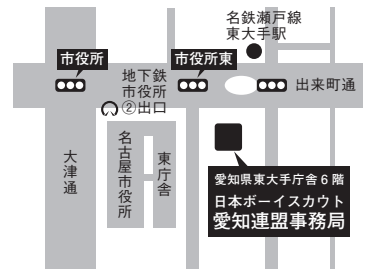 名鉄瀬戸線
東大手駅
市役所
市役所東
地下鉄
市役所
②出口
出来町通
大津通
名古屋市役所
東庁舎
愛知県東大手庁舎6階
日本ボーイスカウト
愛知連盟事務局